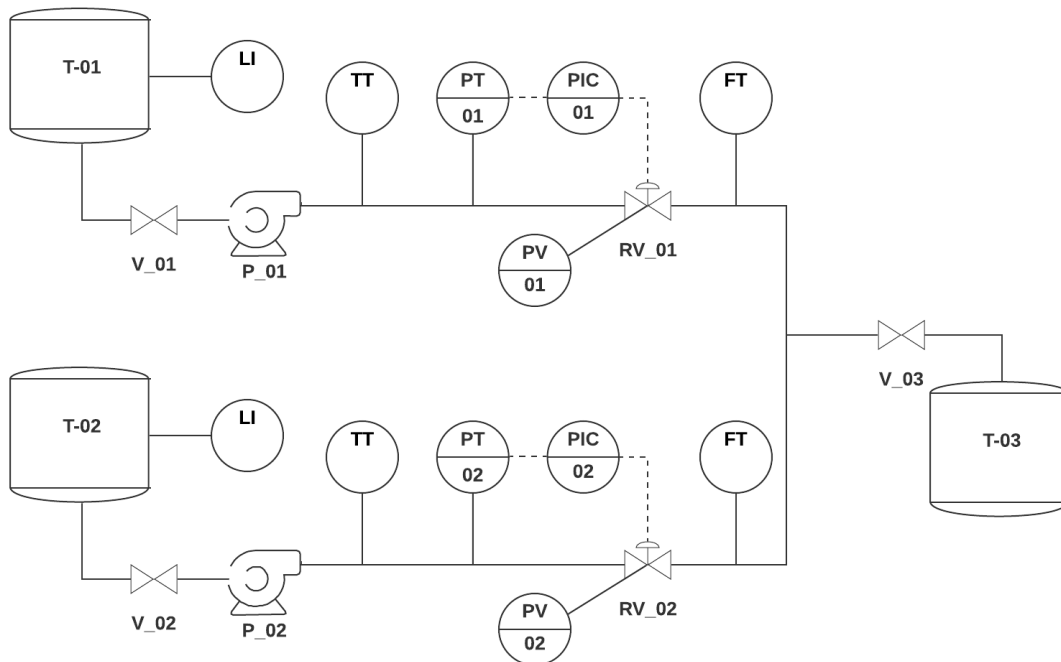 T-01
LI
TT
PT
01
PIC
01
FT
V_01
P_01
PV
01
RV_01
V_03
T-03
T-02
LI
TT
PT
02
PIC
02
FT
V_02
P_02
PV
02
RV_02